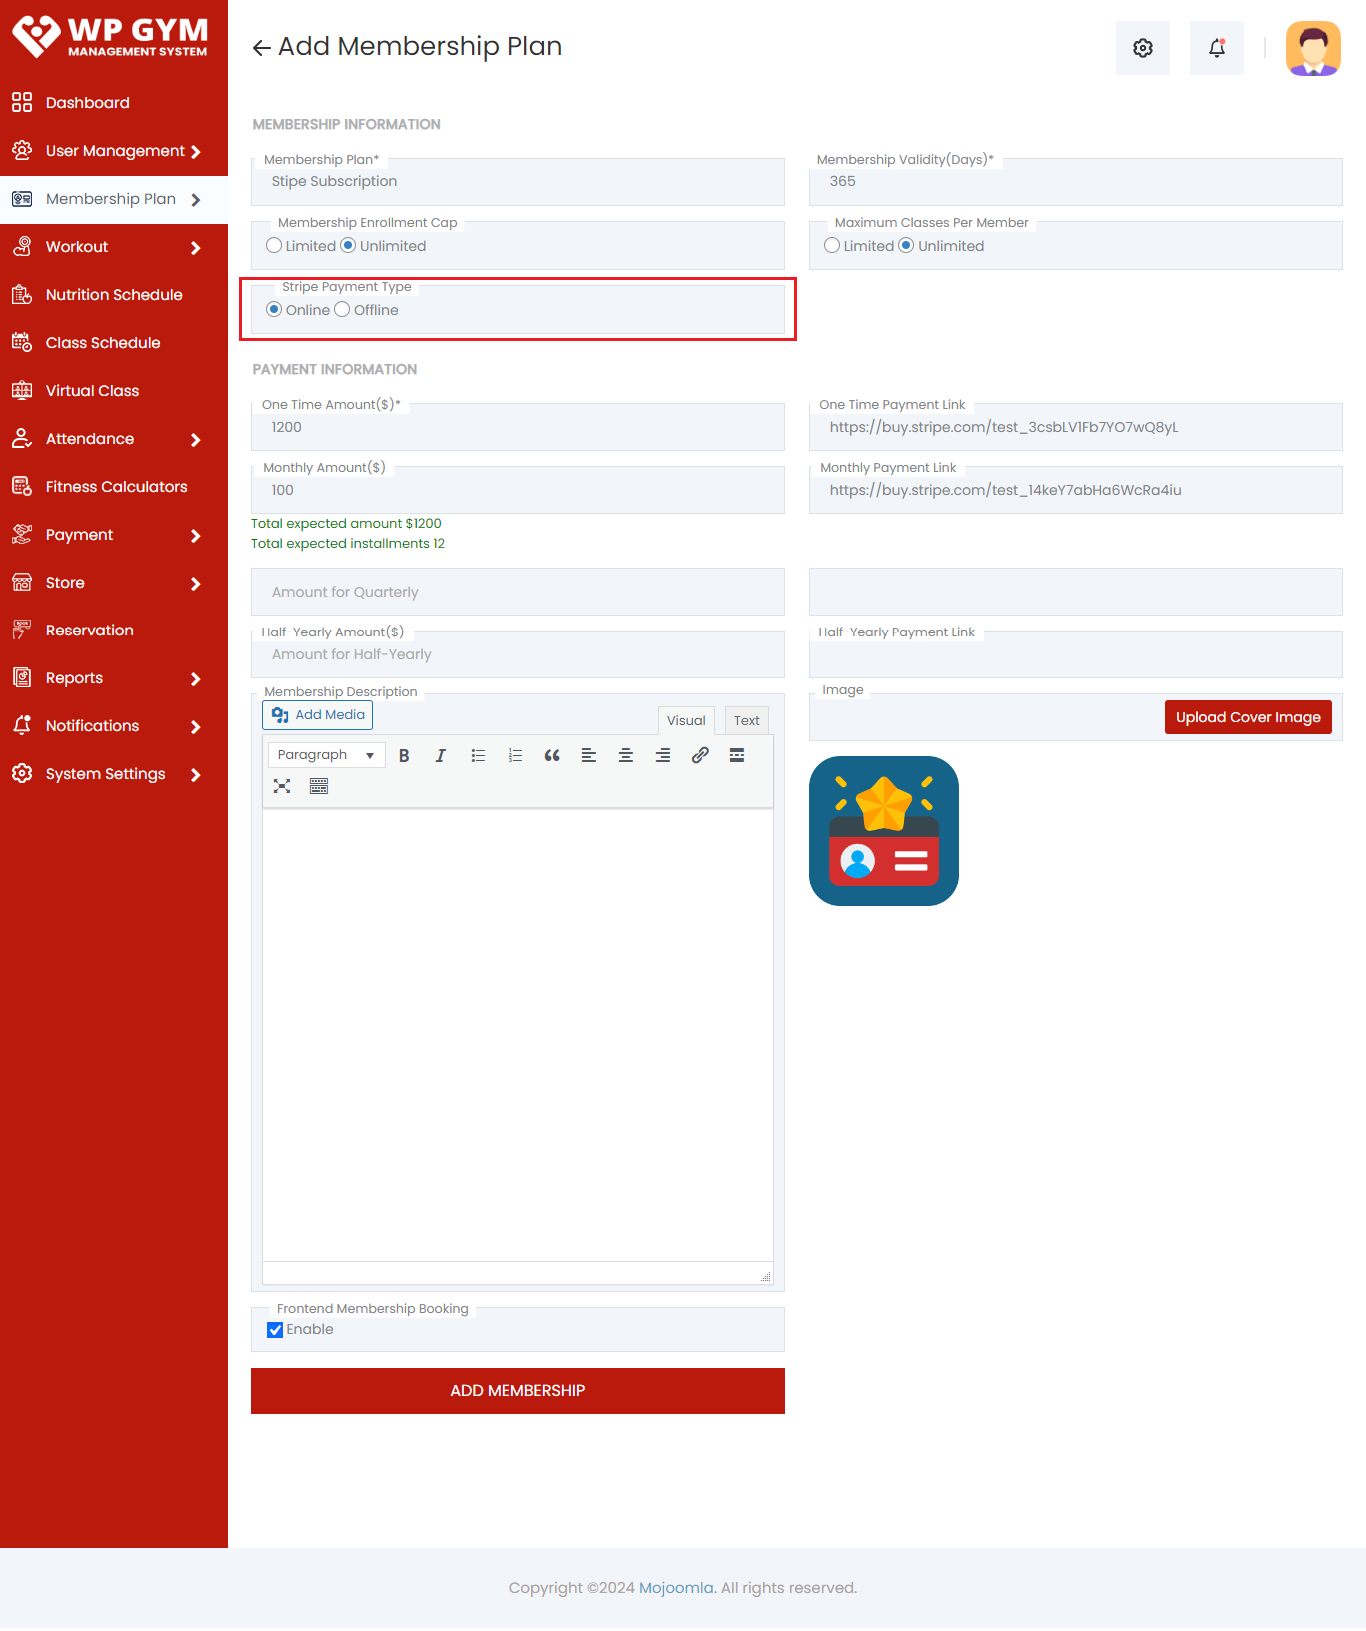 WP GYM
MANAGEMENT SYSTEM
Dashboard
User Management
Membership Plan
Workout
Nutrition Schedule
Class Schedule
Virtual Class
Attendance
Fitness Calculators
Payment
Store
Reservation
Reports
Notifications
System Settings
← Add Membership Plan
MEMBERSHIP INFORMATION
Membership Plan*
Stipe Subscription
Membership Validity(Days)*
365
Membership Enrollment Cap
Limited Unlimited
Maximum Classes Per Member
Limited Unlimited
Stripe Payment Type
Online Offline
PAYMENT INFORMATION
One Time Amount($)*
1200
One Time Payment Link
https://buy.stripe.com/test_3csbLV1Fb7YO7wQ8yL
Monthly Amount($)
100
Monthly Payment Link
https://buy.stripe.com/test_14keY7abHa6WcRa4iu
Total expected amount $1200
Total expected installments 12
Amount for Quarterly
Half-Yearly Amount($)
Amount for Half-Yearly
Half-Yearly Payment Link
Membership Description
Add Media
Visual
Text
Paragraph
B
I
Image
Upload Cover Image
Frontend Membership Booking
Enable
ADD MEMBERSHIP
Copyright ©2024 Mojoomla. All rights reserved.